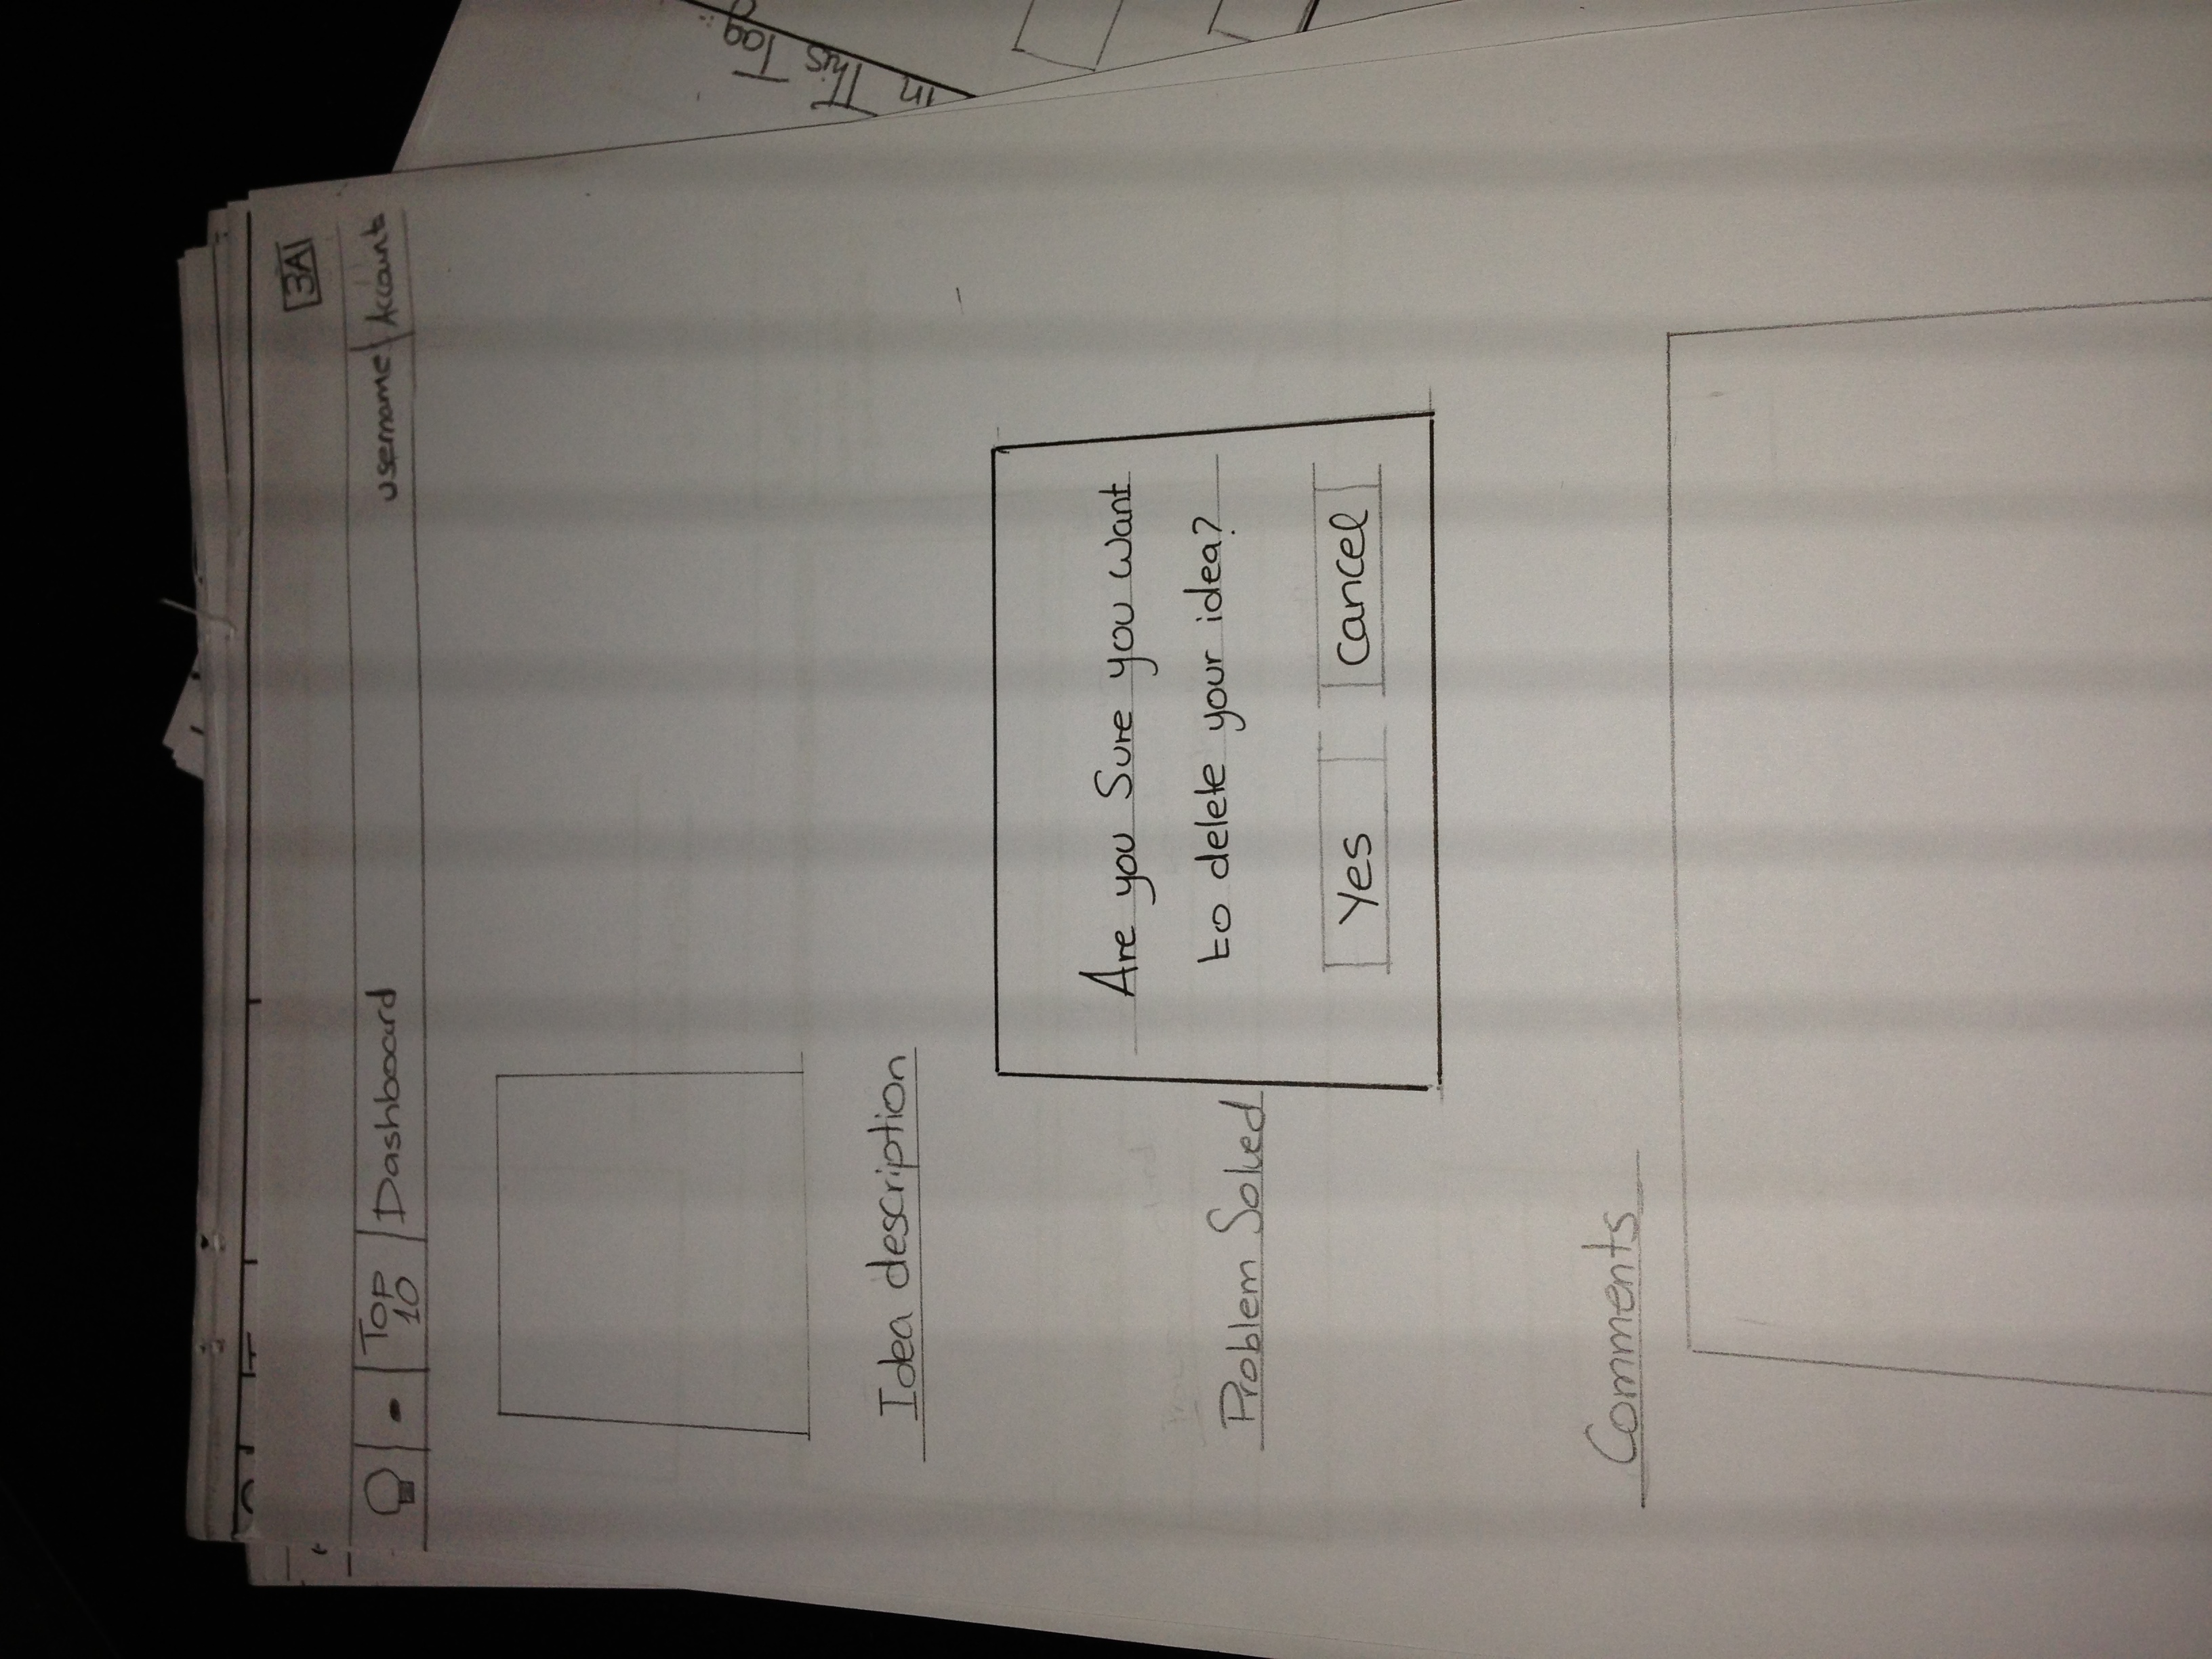 3A
Top
10
Dashboard
username
Account
Idea description
Are you Sure you want
to delete your idea?
Problem Solved
Yes
Cancel
Comments
in This Tag: